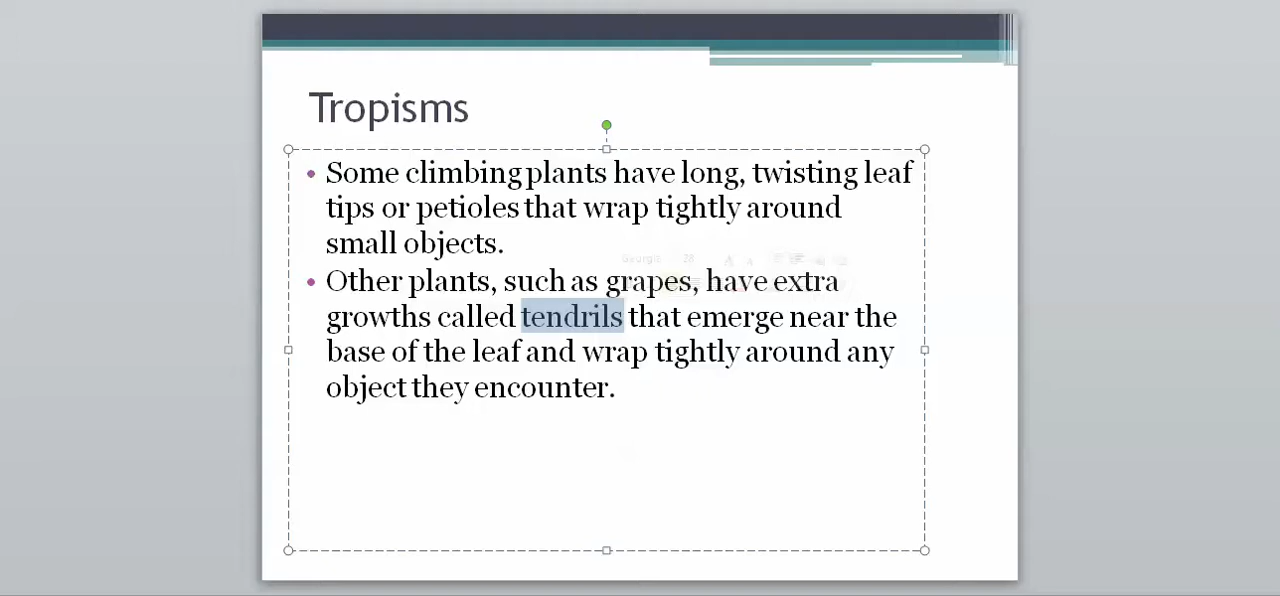 Tropisms
• Some climbing plants have long, twisting leaf
tips or petioles that wrap tightly around
small objects.
Georgia 28
• Other plants, such as grapes, have extra
growths called tendrils that emerge near the
base of the leaf and wrap tightly around any
object they encounter.